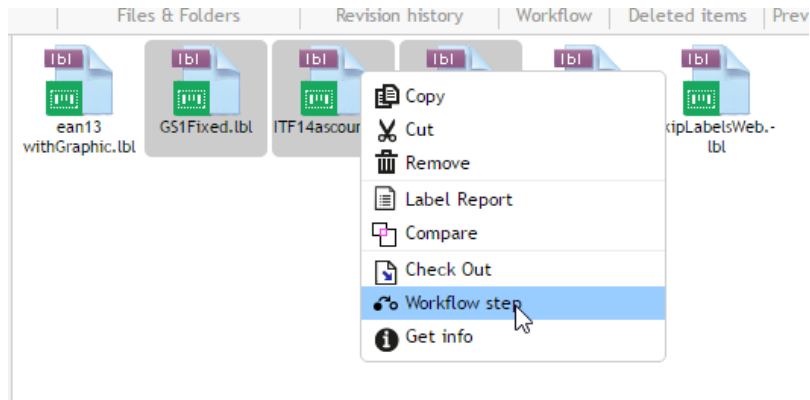 Files & Folders Revision history Workflow Deleted items Prev
lbl lbl lbl lbl lbl lbl
ean13 GS1Fixed.lbl ITF14ascour kipLabelsWeb.-
withGraphic.lbl lbl
Copy
Cut
Remove
Label Report
Compare
Check Out
Workflow step
Get info